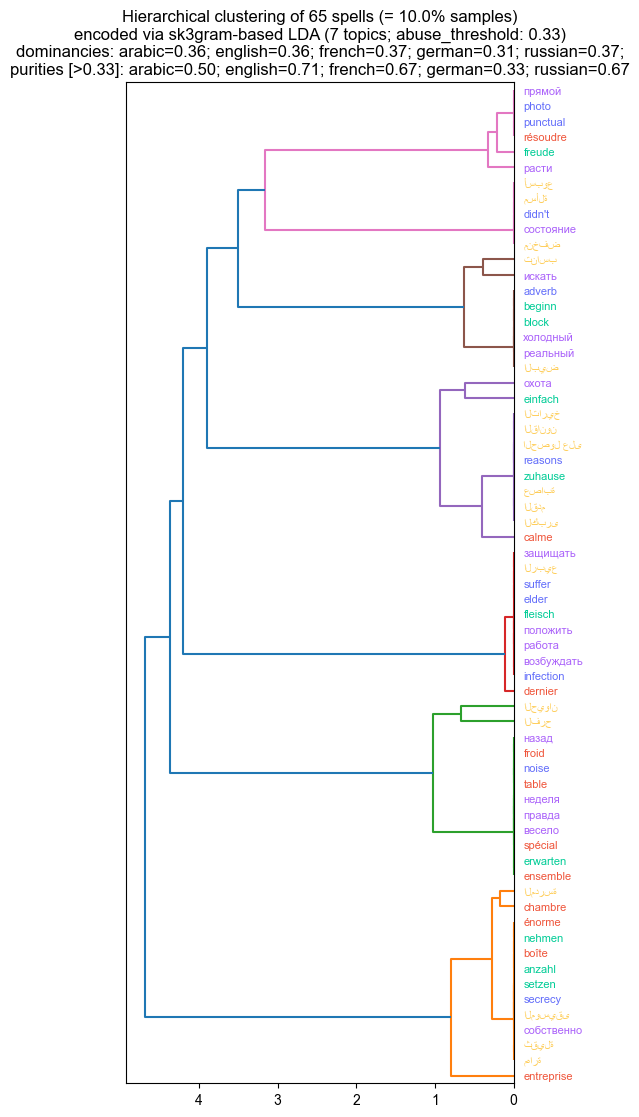 Hierarchical clustering of 65 spells (= 10.0% samples)
encoded via sk3gram-based LDA (7 topics; abuse_threshold: 0.33)
dominancies: arabic=0.36; english=0.36; french=0.37; german=0.31; russian=0.37;
purities [>0.33]: arabic=0.50; english=0.71; french=0.67; german=0.33; russian=0.67
прямой
photo
punctual
résoudre
freude
расти
أسبوع
مسألة
didn't
состояние
منخفض
تناسب
искать
adverb
beginn
block
холодный
реальный
البيض
охота
einfach
التاريخ
القانون
الحصول على
reasons
zuhause
عصابة
القدم
الكبرى
calme
защищать
الربيع
suffer
elder
fleisch
положить
работа
возбуждать
infection
dernier
الحيوان
الفرح
назад
froid
noise
table
неделя
правда
весело
spécial
erwarten
ensemble
المدرسة
chambre
énorme
nehmen
boîte
anzahl
setzen
secrecy
الموسيقى
собственно
ثقيلة
مارة
entreprise
4 3 2 1 0